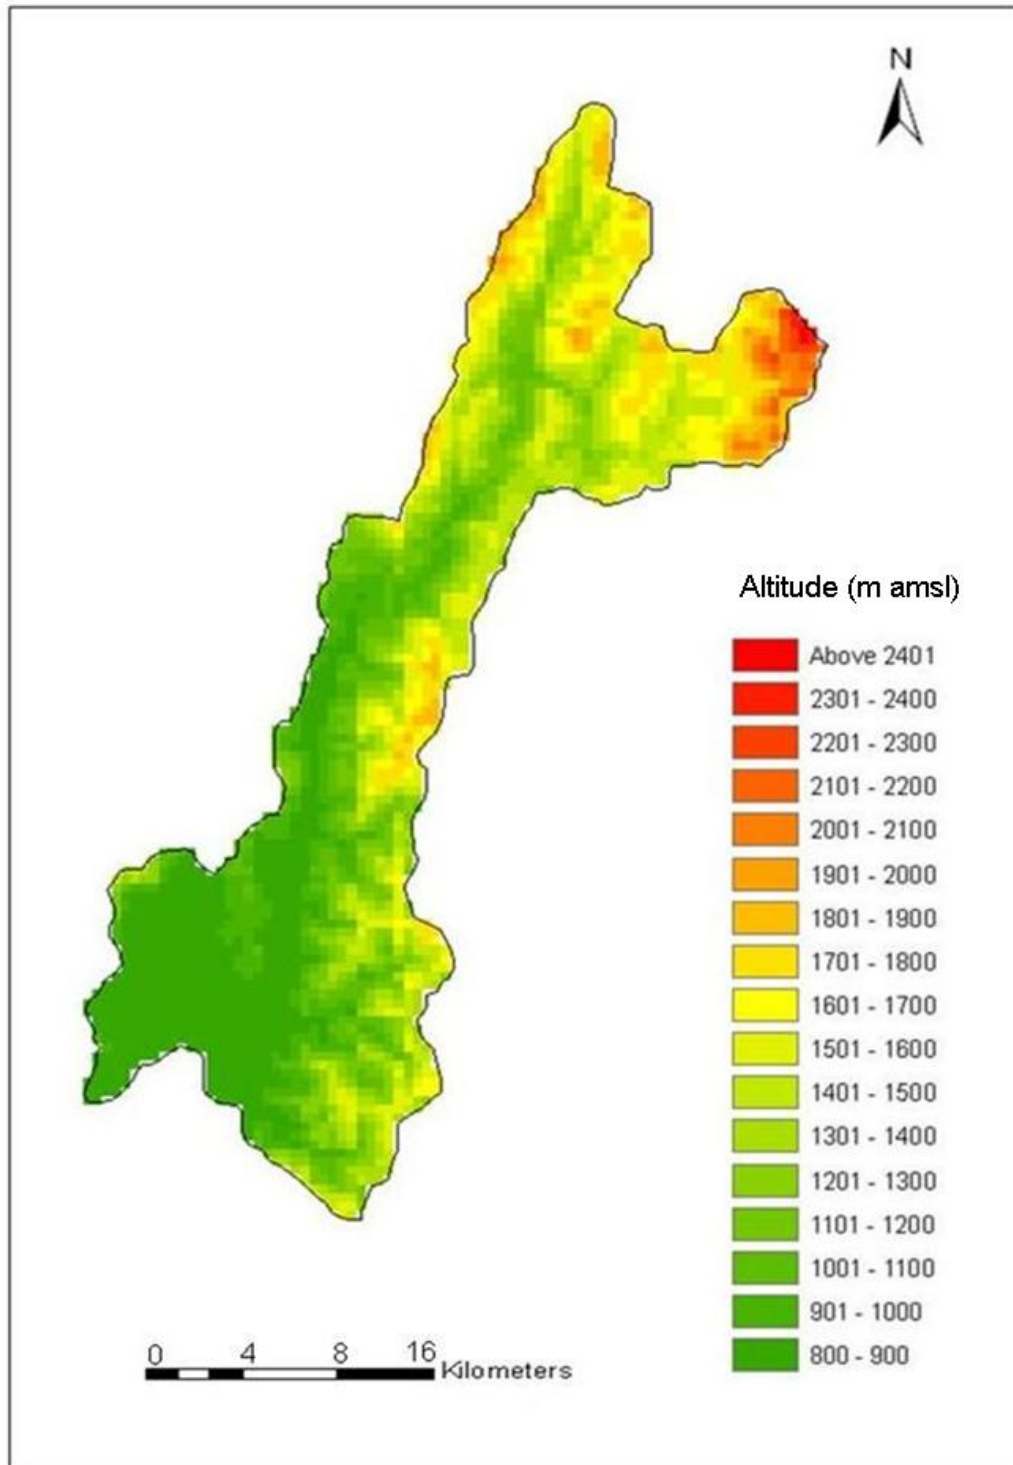 N
Altitude (m amsl)
Above 2401
2301 - 2400
2201 - 2300
2101 - 2200
2001 - 2100
1901 - 2000
1801 - 1900
1701 - 1800
1601 - 1700
1501 - 1600
1401 - 1500
1301 - 1400
1201 - 1300
1101 - 1200
1001 - 1100
901 - 1000
800 - 900
0 4 8 16
Kilometers